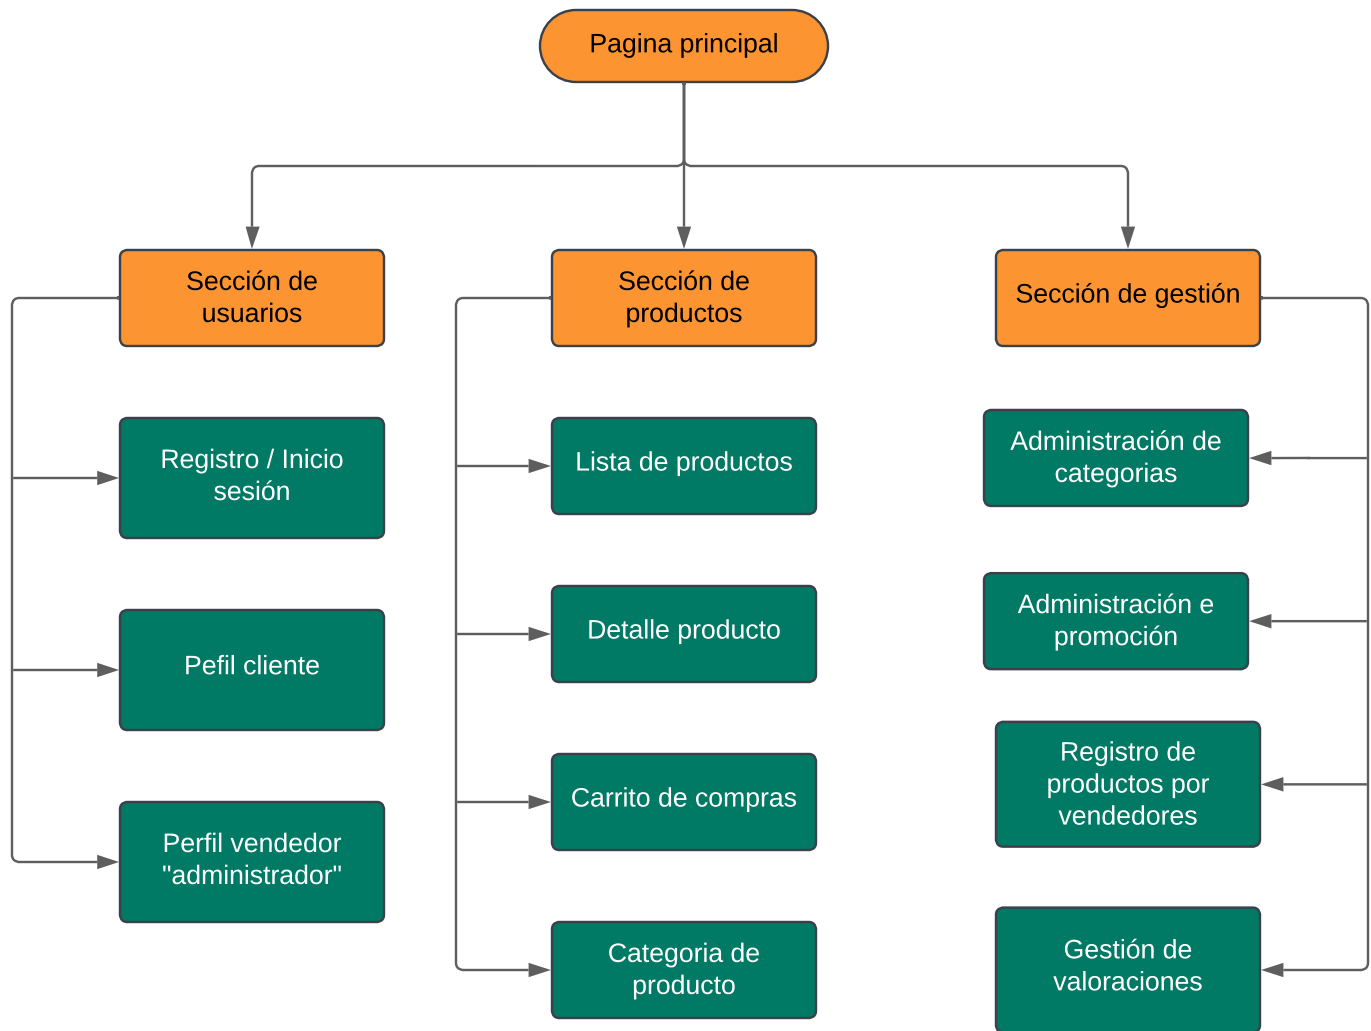 Pagina principal
Sección de
usuarios
Sección de
productos
Sección de gestión
Registro / Inicio
sesión
Pefil cliente
Perfil vendedor
"administrador"
Lista de productos
Detalle producto
Carrito de compras
Categoria de
producto
Administración de
categorias
Administración e
promoción
Registro de
productos por
vendedores
Gestión de
valoraciones